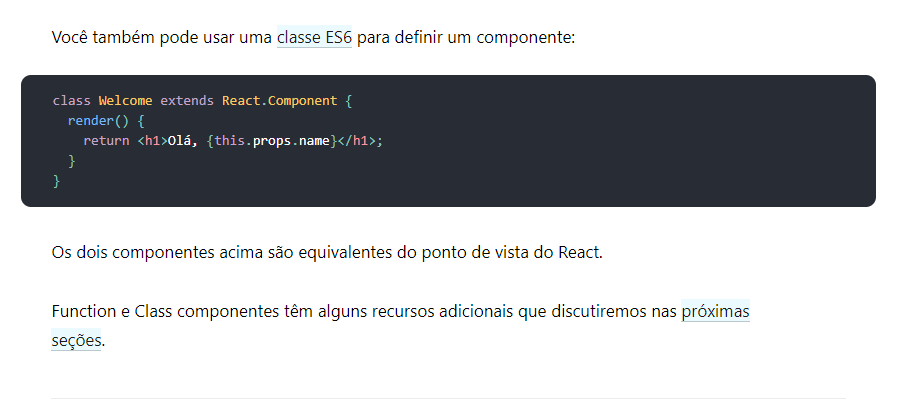 Você também pode usar uma classe ES6 para definir um componente:
class Welcome extends React.Component {
  render() {
    return <h1>Olá, {this.props.name}</h1>;
  }
}
Os dois componentes acima são equivalentes do ponto de vista do React.
Function e Class componentes têm alguns recursos adicionais que discutiremos nas próximas
seções.